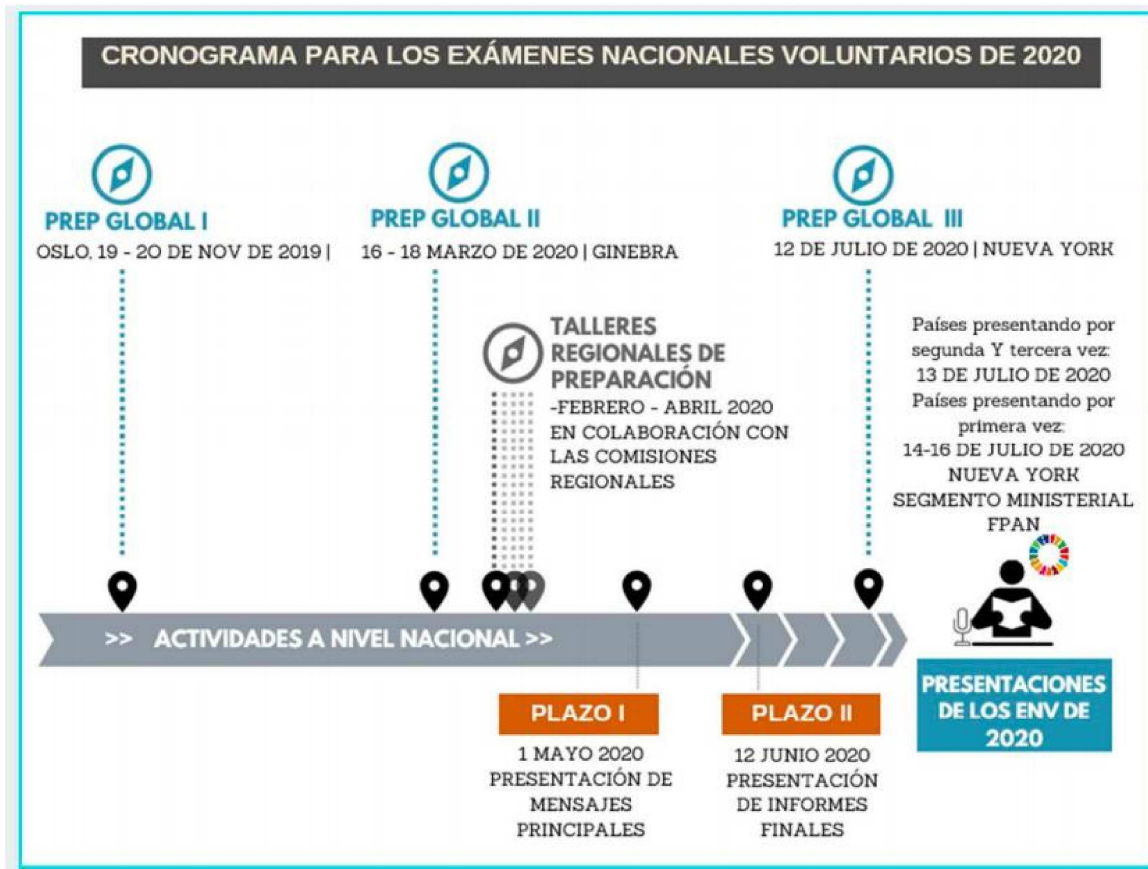 CRONOGRAMA PARA LOS EXÁMENES NACIONALES VOLUNTARIOS DE 2020
PREP GLOBAL I
OSLO, 19 - 20 DE NOV DE 2019 |
PREP GLOBAL II
16 - 18 MARZO DE 2020 | GINEBRA
PREP GLOBAL III
12 DE JULIO DE 2020 | NUEVA YORK
TALLERES
REGIONALES DE
PREPARACIÓN
-FEBRERO - ABRIL 2020
EN COLABORACIÓN CON
LAS COMISIONES
REGIONALES
Países presentando por
segunda Y tercera vez:
13 DE JULIO DE 2020
Países presentando por
primera vez:
14-16 DE JULIO DE 2020
NUEVA YORK
SEGMENTO MINISTERIAL
FPAN
>> ACTIVIDADES A NIVEL NACIONAL >>
PLAZO I
1 MAYO 2020
PRESENTACIÓN DE
MENSAJES
PRINCIPALES
PLAZO II
12 JUNIO 2020
PRESENTACIÓN
DE INFORMES
FINALES
PRESENTACIONES
DE LOS ENV DE
2020